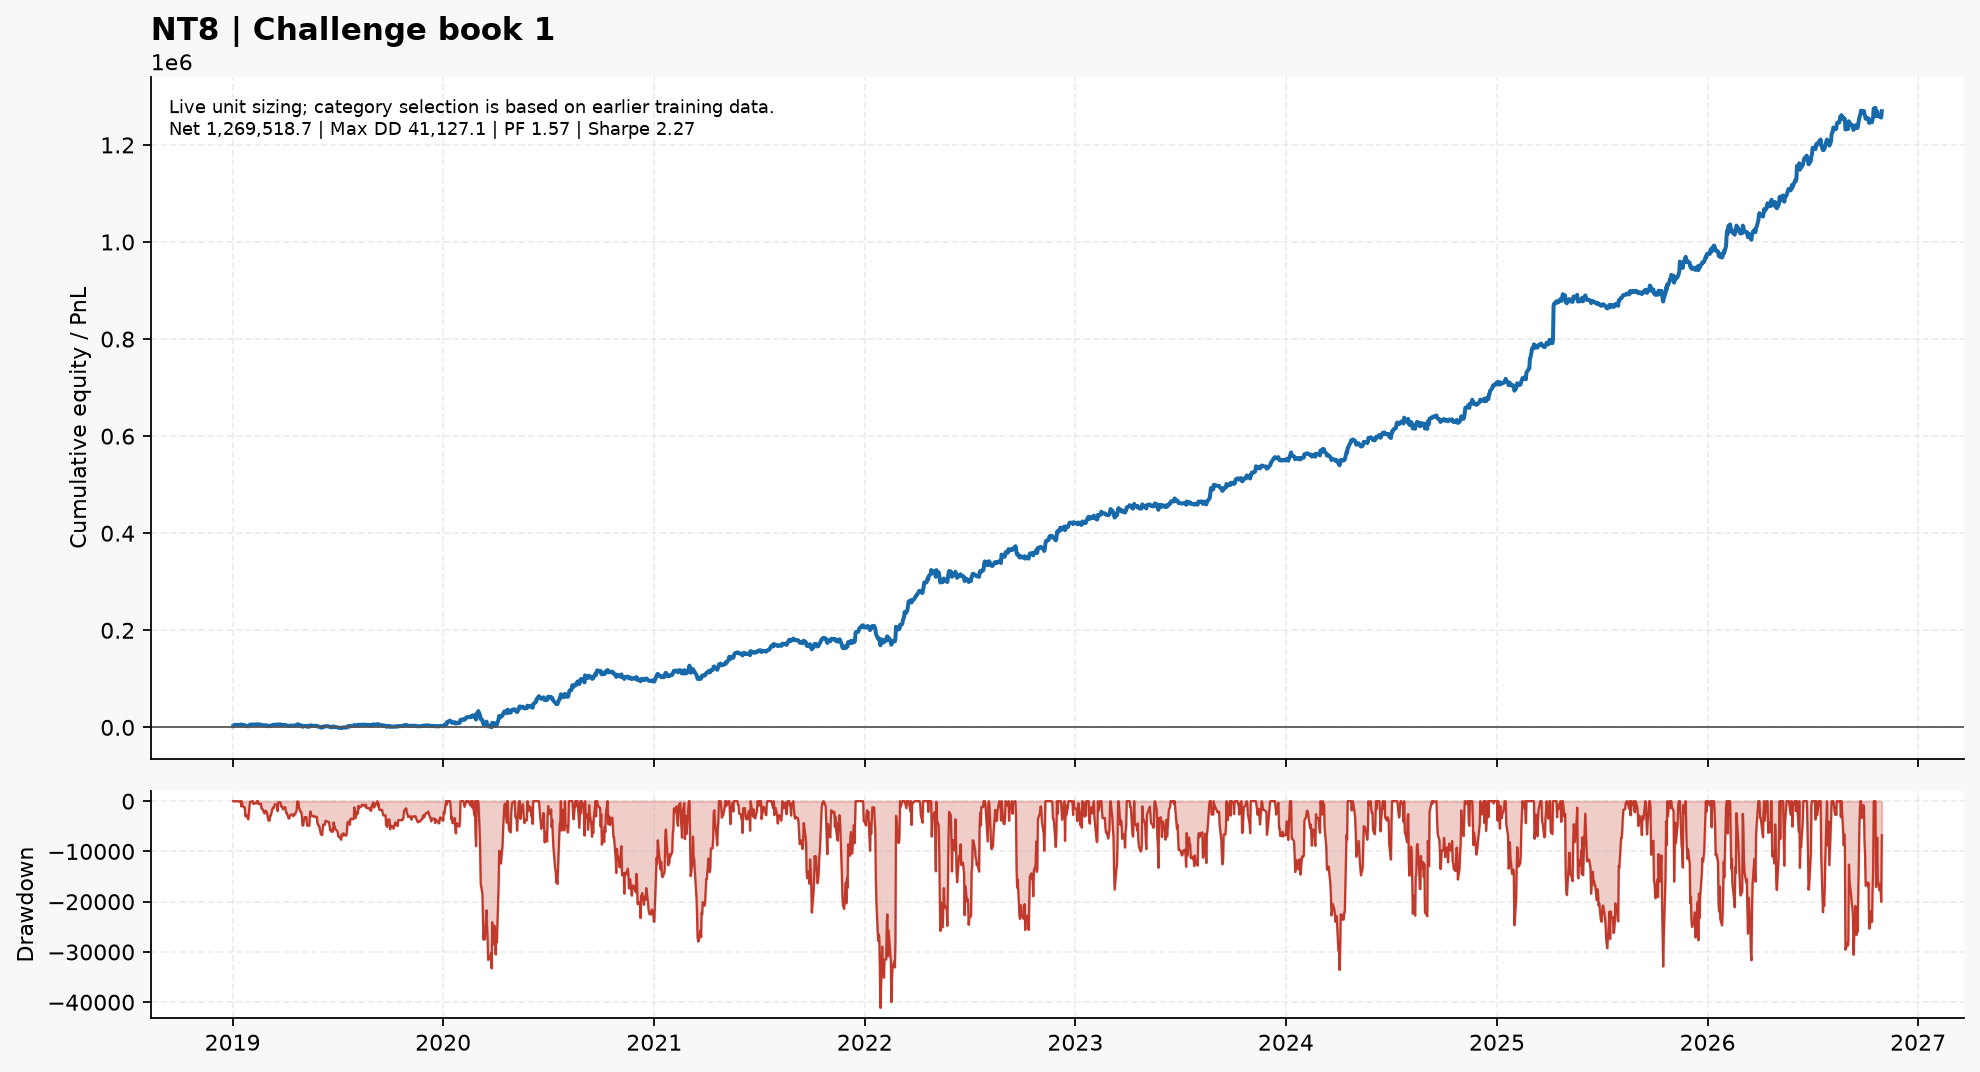 NT8 | Challenge book 1
1e6
Live unit sizing; category selection is based on earlier training data.
Net 1,269,518.7 | Max DD 41,127.1 | PF 1.57 | Sharpe 2.27
Cumulative equity / PnL
1.2
1.0
0.8
0.6
0.4
0.2
0.0
Drawdown
0
−10000
−20000
−30000
−40000
2019 2020 2021 2022 2023 2024 2025 2026 2027